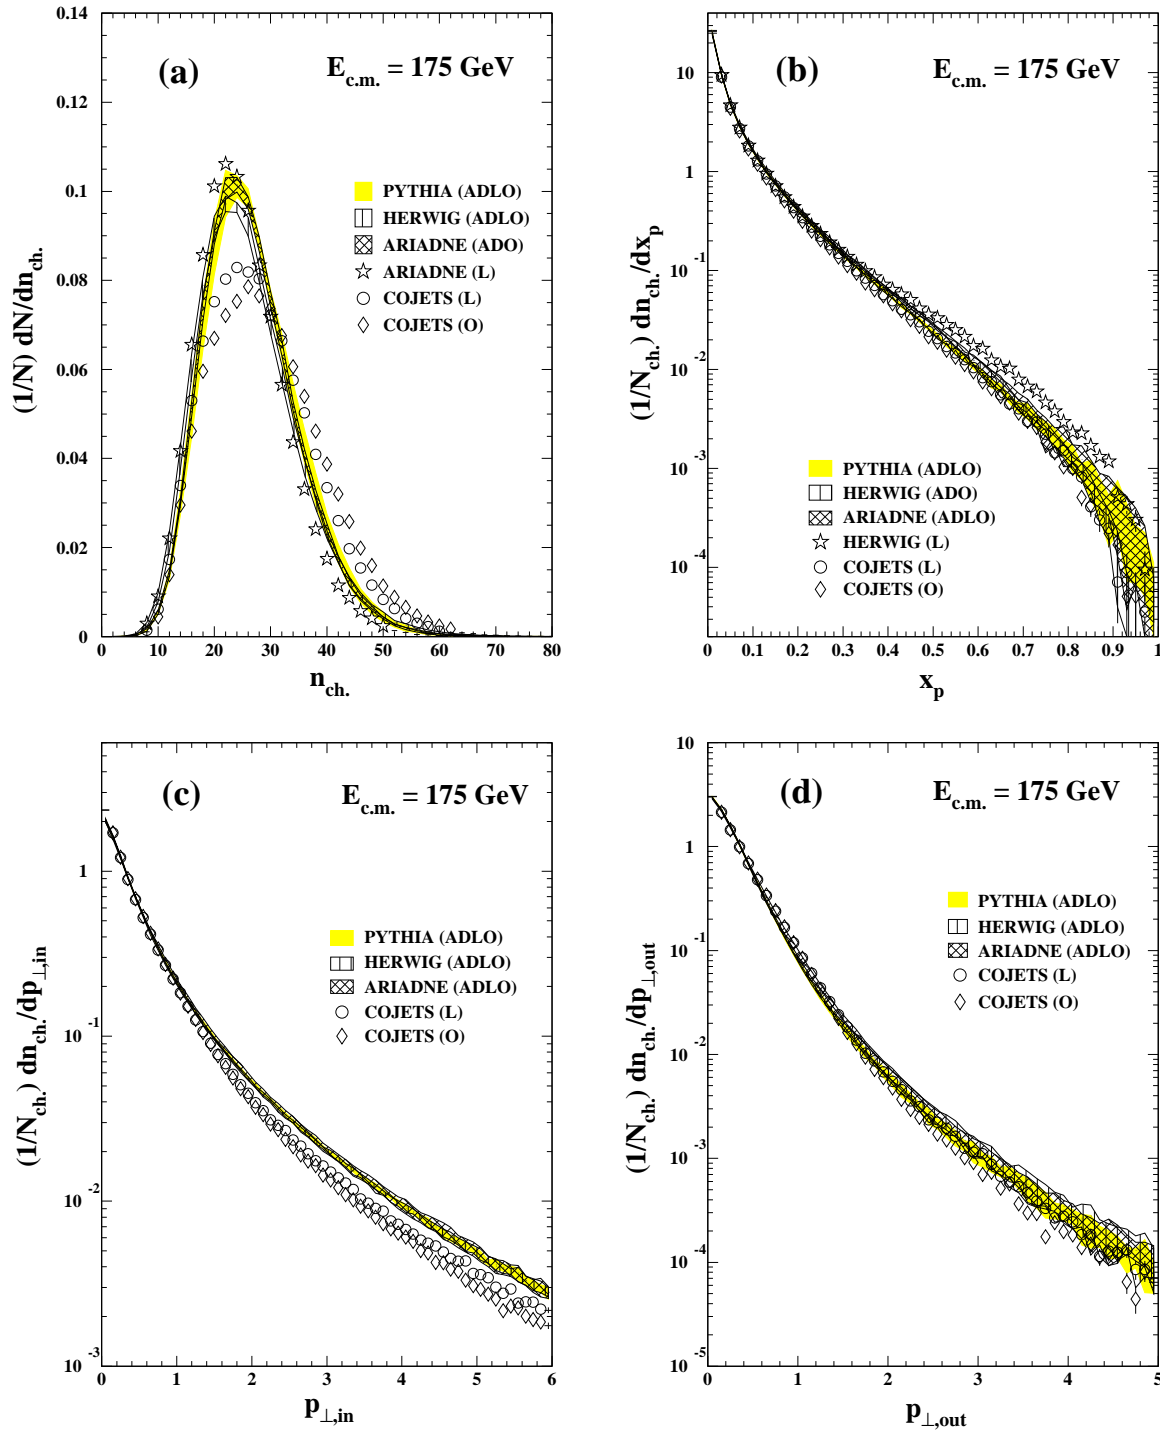 (a)
E_c.m. = 175 GeV
(1/N) dN/dn_ch.
0.14
0.12
0.1
0.08
0.06
0.04
0.02
0
PYTHIA (ADLO)
HERWIG (ADLO)
ARIADNE (ADO)
ARIADNE (L)
COJETS (L)
COJETS (O)
0 10 20 30 40 50 60 70 80
n_ch.
(b)
E_c.m. = 175 GeV
(1/N_ch.) dn_ch./dx_p
10
1
10^-1
10^-2
10^-3
10^-4
PYTHIA (ADLO)
HERWIG (ADO)
ARIADNE (ADLO)
HERWIG (L)
COJETS (L)
COJETS (O)
0 0.1 0.2 0.3 0.4 0.5 0.6 0.7 0.8 0.9 1
x_p
(c)
E_c.m. = 175 GeV
(1/N_ch.) dn_ch./dp_⊥,in
1
10^-1
10^-2
10^-3
PYTHIA (ADLO)
HERWIG (ADLO)
ARIADNE (ADLO)
COJETS (L)
COJETS (O)
0 1 2 3 4 5 6
p_⊥,in
(d)
E_c.m. = 175 GeV
(1/N_ch.) dn_ch./dp_⊥,out
10
1
10^-1
10^-2
10^-3
10^-4
10^-5
PYTHIA (ADLO)
HERWIG (ADLO)
ARIADNE (ADLO)
COJETS (L)
COJETS (O)
0 1 2 3 4 5
p_⊥,out